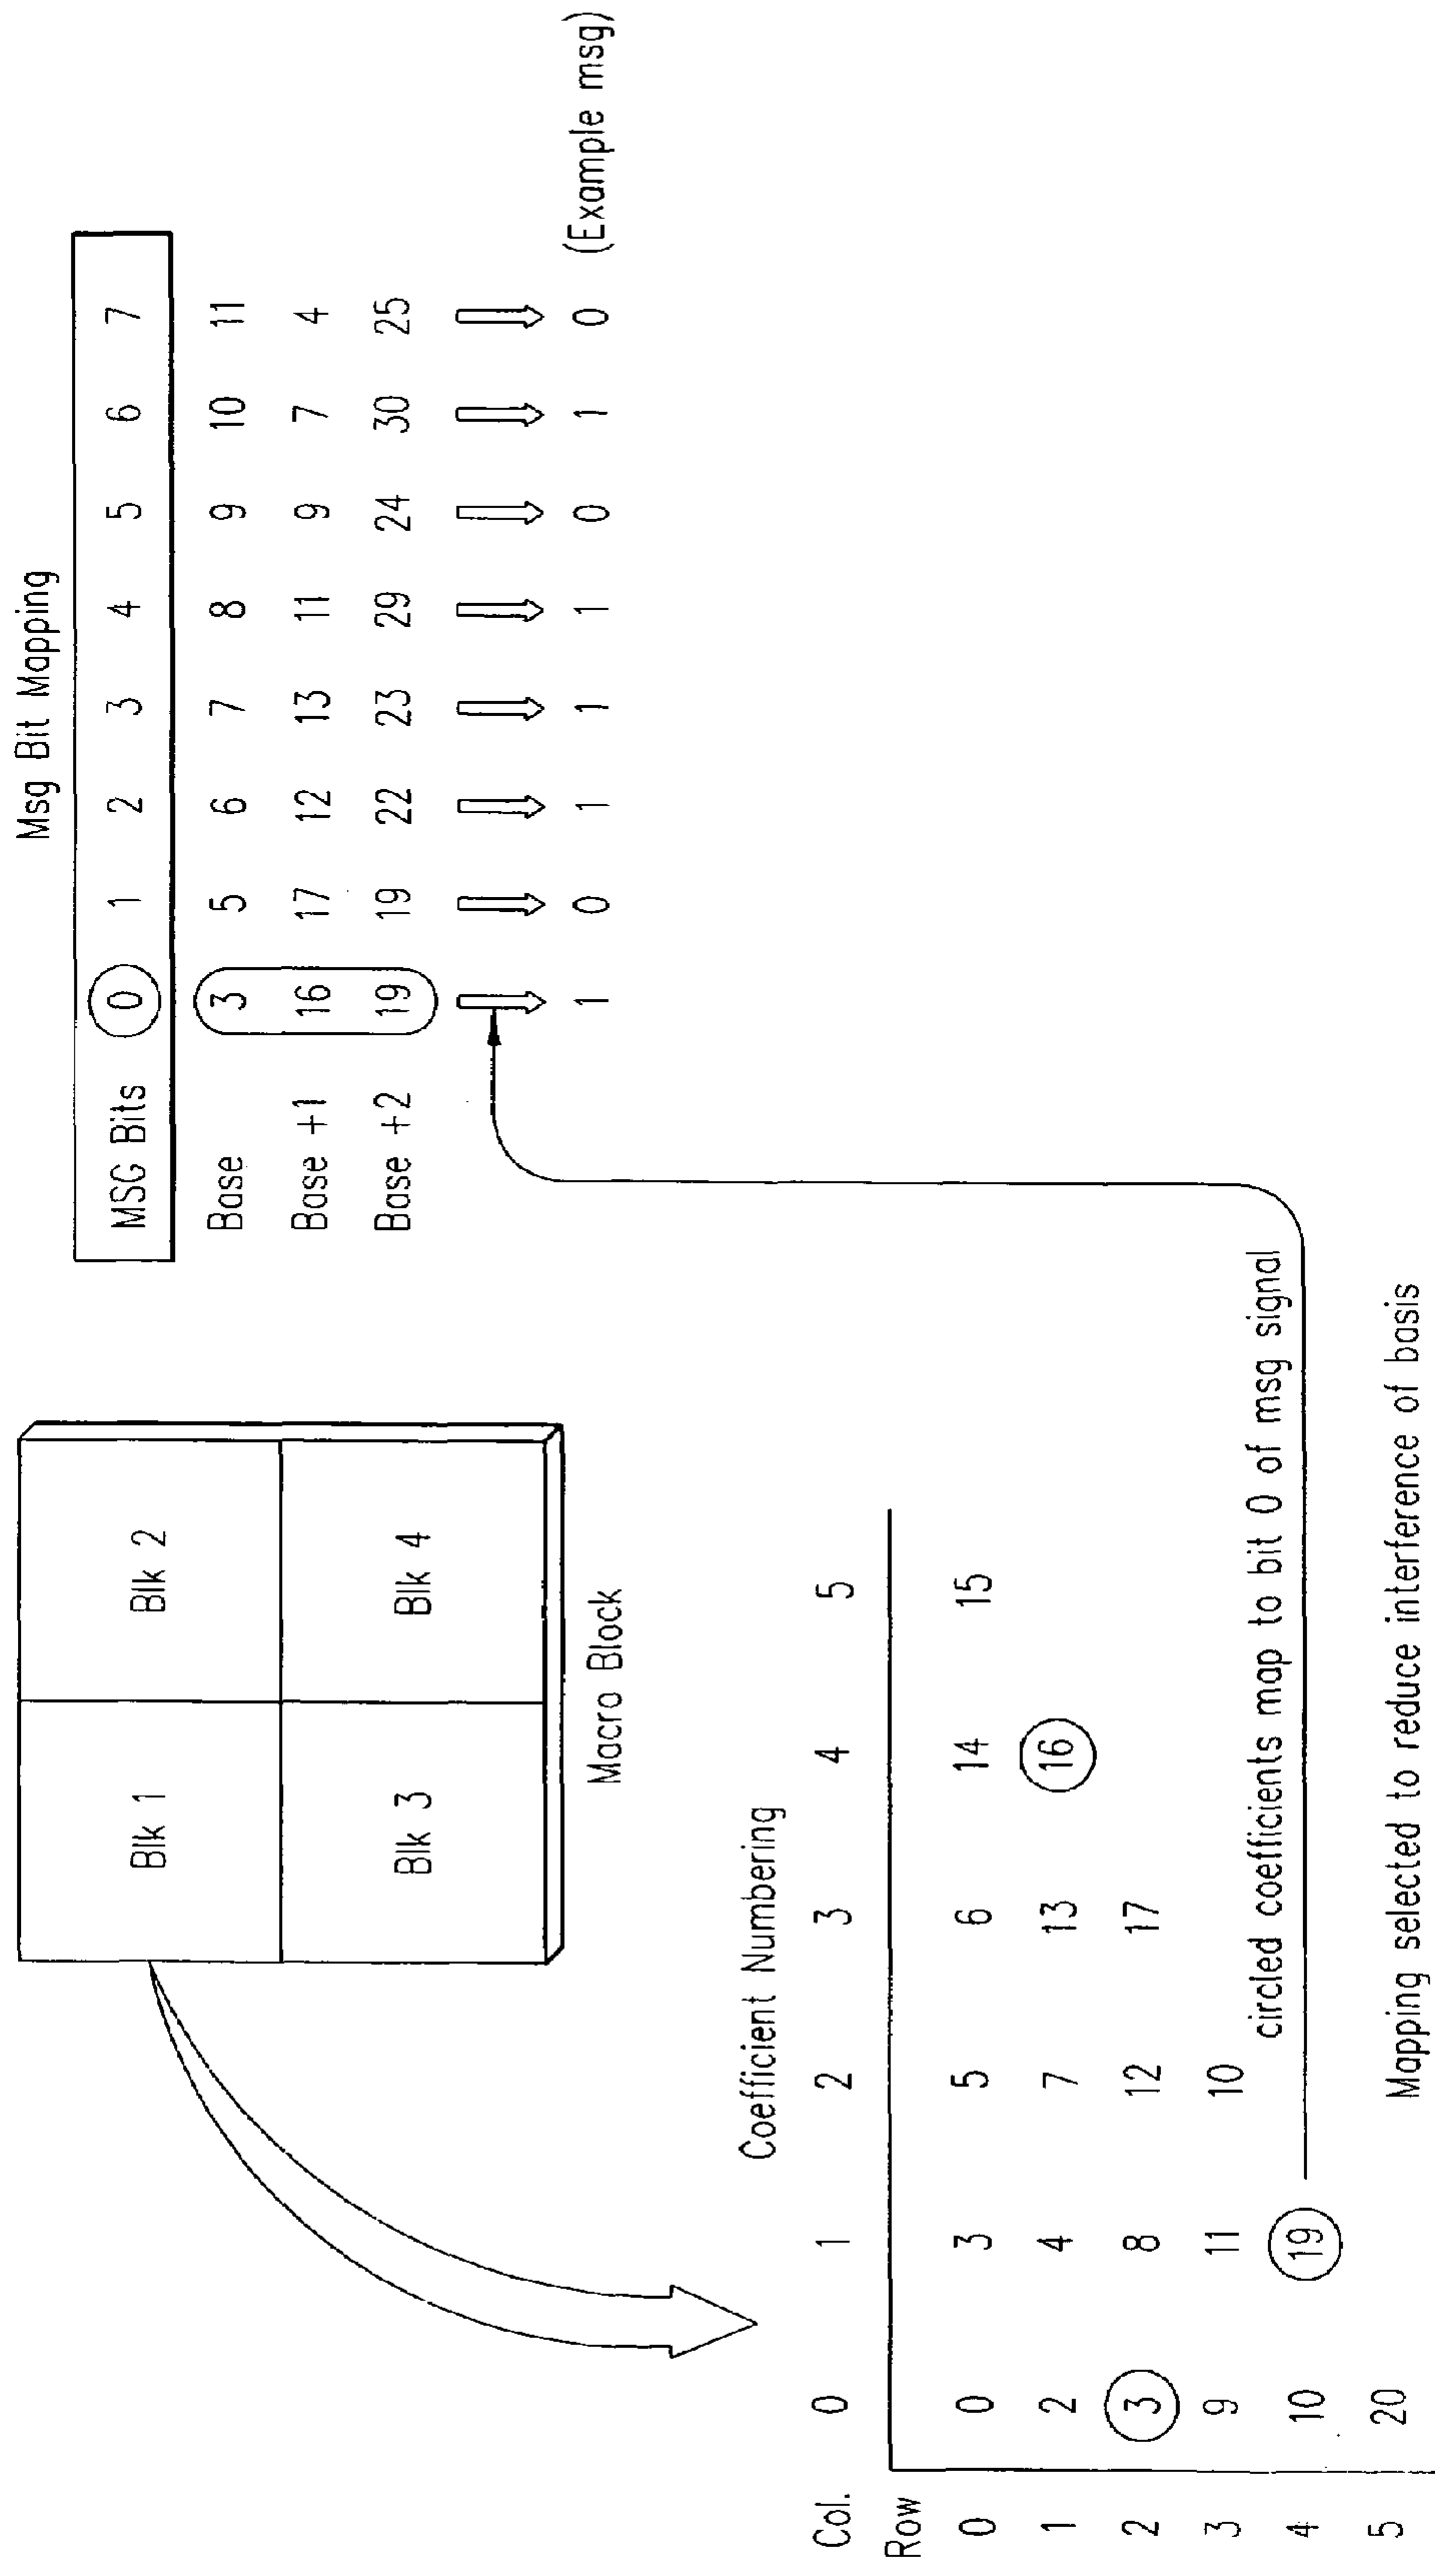 Msg Bit Mapping
MSG Bits 0 1 2 3 4 5 6 7
Base 3 5 6 7 8 9 10 11
Base +1 16 17 12 13 11 9 7 4
Base +2 19 19 22 23 29 24 30 25
1 0 1 1 1 0 1 0 (Example msg)
Blk 1 Blk 2
Blk 3 Blk 4
Macro Block
Coefficient Numbering
Col. 0 1 2 3 4 5
Row
0 0 3 5 6 14 15
1 2 4 7 13 16
2 3 8 12 17
3 9 11 10
circled coefficients map to bit 0 of msg signal
4 10 19
5 20
Mapping selected to reduce interference of basis